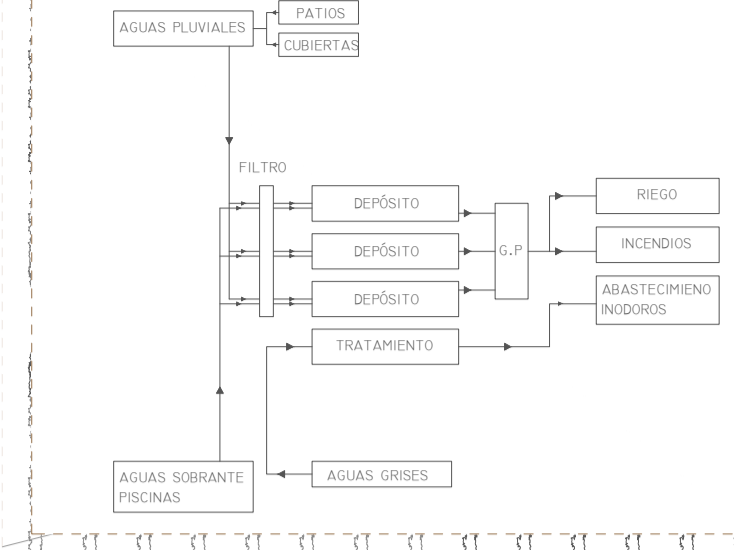 PATIOS
AGUAS PLUVIALES
CUBIERTAS
FILTRO
DEPÓSITO
RIEGO
DEPÓSITO
G.P
INCENDIOS
DEPÓSITO
ABASTECIMIENO
INODOROS
TRATAMIENTO
AGUAS SOBRANTE
PISCINAS
AGUAS GRISES